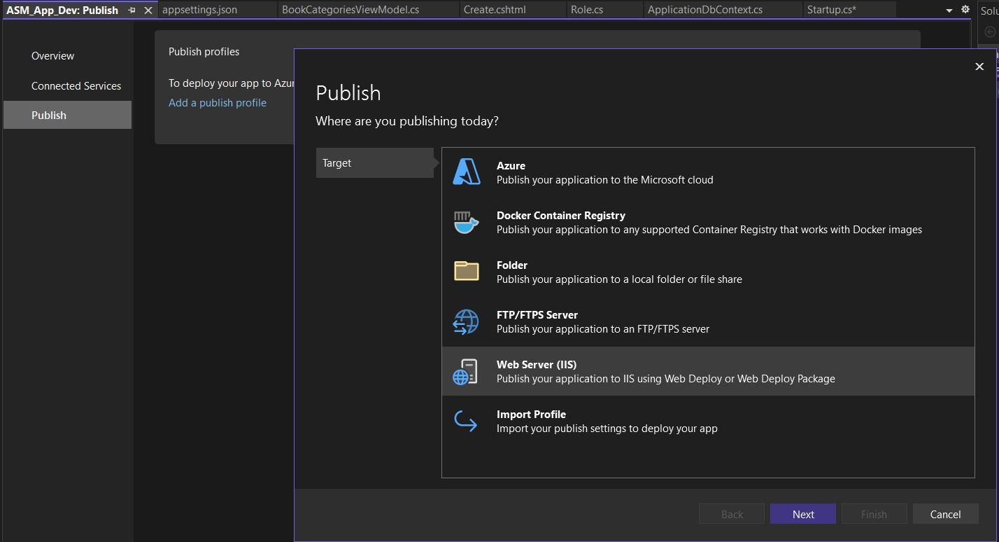 ASM_App_Dev: Publish
appsettings.json
BookCategoriesViewModel.cs
Create.cshtml
Role.cs
ApplicationDbContext.cs
Startup.cs*
Solu
Overview
Connected Services
Publish
Publish profiles
To deploy your app to Azur
Add a publish profile
Publish
Where are you publishing today?
Target
Azure
Publish your application to the Microsoft cloud
Docker Container Registry
Publish your application to any supported Container Registry that works with Docker images
Folder
Publish your application to a local folder or file share
FTP/FTPS Server
Publish your application to an FTP/FTPS server
Web Server (IIS)
Publish your application to IIS using Web Deploy or Web Deploy Package
Import Profile
Import your publish settings to deploy your app
Back
Next
Finish
Cancel